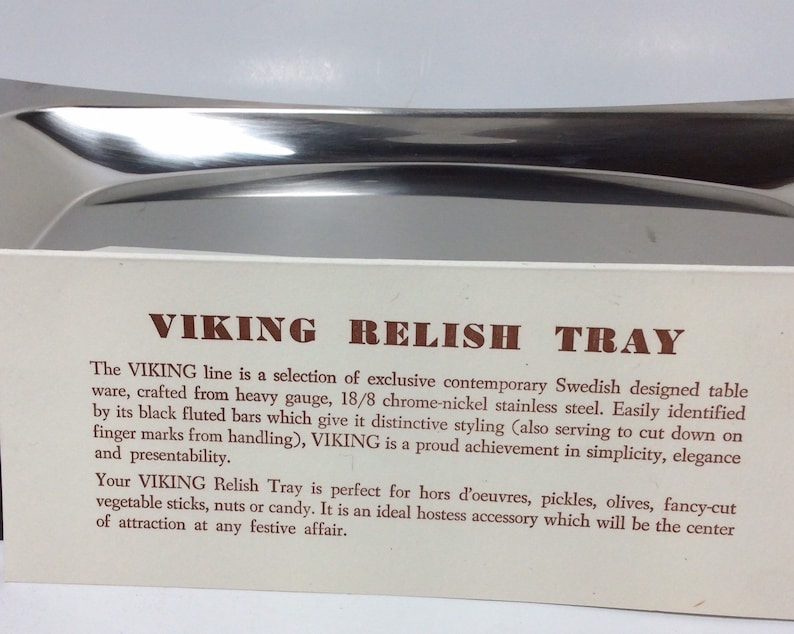 VIKING RELISH TRAY
The VIKING line is a selection of exclusive contemporary Swedish designed table
ware, crafted from heavy gauge, 18/8 chrome-nickel stainless steel. Easily identified
by its black fluted bars which give it distinctive styling (also serving to cut down on
finger marks from handling), VIKING is a proud achievement in simplicity, elegance
and presentability.
Your VIKING Relish Tray is perfect for hors d'oeuvres, pickles, olives, fancy-cut
vegetable sticks, nuts or candy. It is an ideal hostess accessory which will be the center
of attraction at any festive affair.